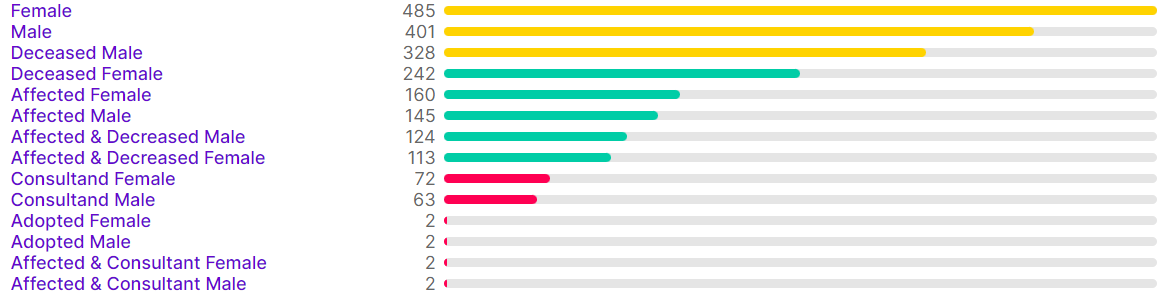 Female 485
Male 401
Deceased Male 328
Deceased Female 242
Affected Female 160
Affected Male 145
Affected & Decreased Male 124
Affected & Decreased Female 113
Consultand Female 72
Consultand Male 63
Adopted Female 2
Adopted Male 2
Affected & Consultant Female 2
Affected & Consultant Male 2